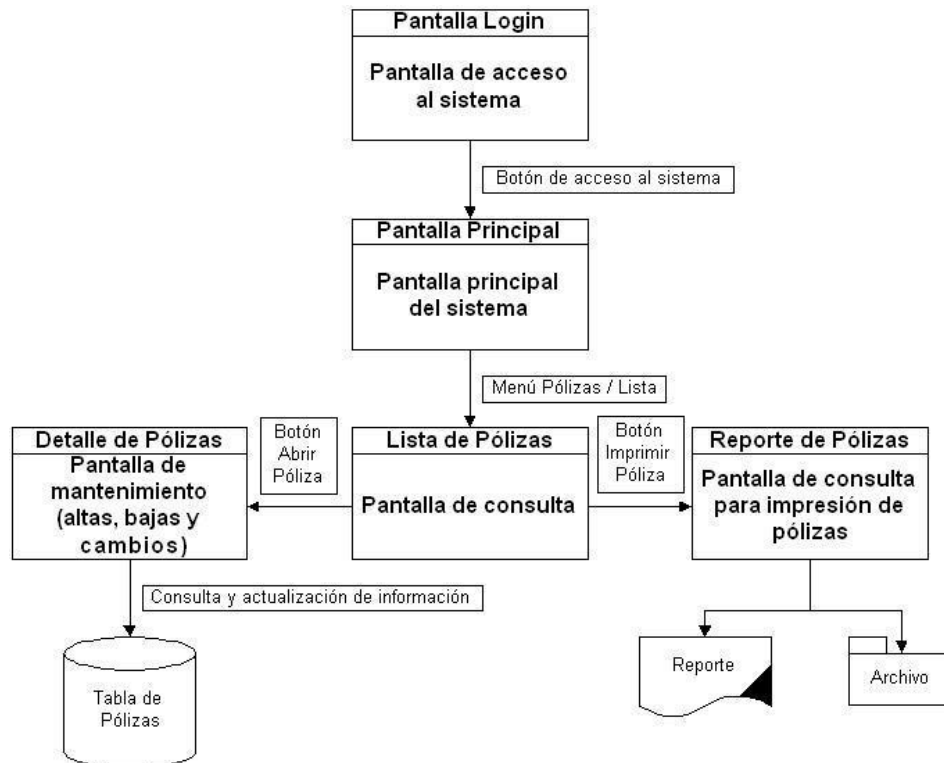 Pantalla Login
Pantalla de acceso
al sistema
Botón de acceso al sistema
Pantalla Principal
Pantalla principal
del sistema
Menú Pólizas / Lista
Detalle de Pólizas
Pantalla de
mantenimiento
(altas, bajas y
cambios)
Botón
Abrir
Póliza
Lista de Pólizas
Pantalla de consulta
Botón
Imprimir
Póliza
Reporte de Pólizas
Pantalla de consulta
para impresión de
pólizas
Consulta y actualización de información
Tabla de
Pólizas
Reporte
Archivo